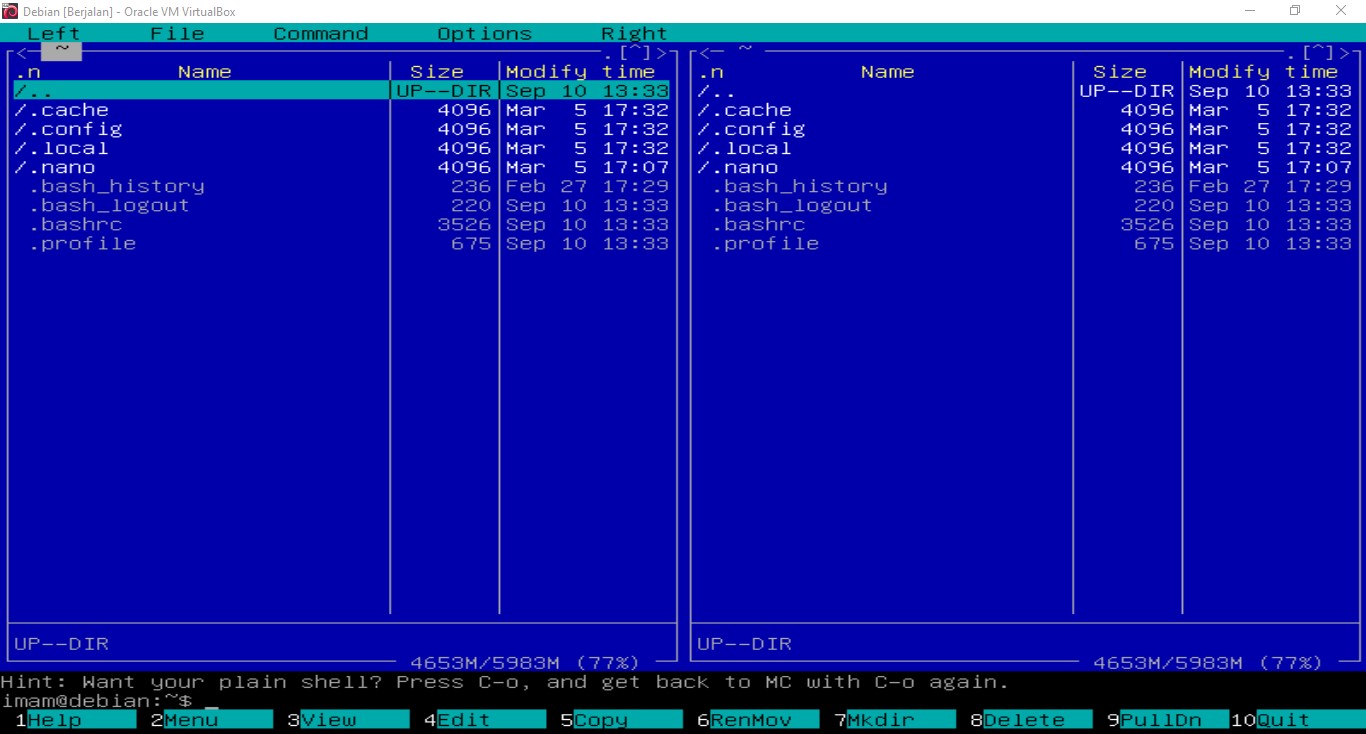 Debian [Berjalan] - Oracle VM VirtualBox
Left File Command Options Right
<─ ~ .[^]> <─ ~ .[^]>
.n Name Size Modify time .n Name Size Modify time
/.. UP--DIR Sep 10 13:33 /.. UP--DIR Sep 10 13:33
/.cache 4096 Mar 5 17:32 /.cache 4096 Mar 5 17:32
/.config 4096 Mar 5 17:32 /.config 4096 Mar 5 17:32
/.local 4096 Mar 5 17:32 /.local 4096 Mar 5 17:32
/.nano 4096 Mar 5 17:07 /.nano 4096 Mar 5 17:07
.bash_history 236 Feb 27 17:29 .bash_history 236 Feb 27 17:29
.bash_logout 220 Sep 10 13:33 .bash_logout 220 Sep 10 13:33
.bashrc 3526 Sep 10 13:33 .bashrc 3526 Sep 10 13:33
.profile 675 Sep 10 13:33 .profile 675 Sep 10 13:33
UP--DIR UP--DIR
4653M/5983M (77%) 4653M/5983M (77%)
Hint: Want your plain shell? Press C-o, and get back to MC with C-o again.
imam@debian:~$ _
1Help 2Menu 3View 4Edit 5Copy 6RenMov 7Mkdir 8Delete 9PullDn 10Quit